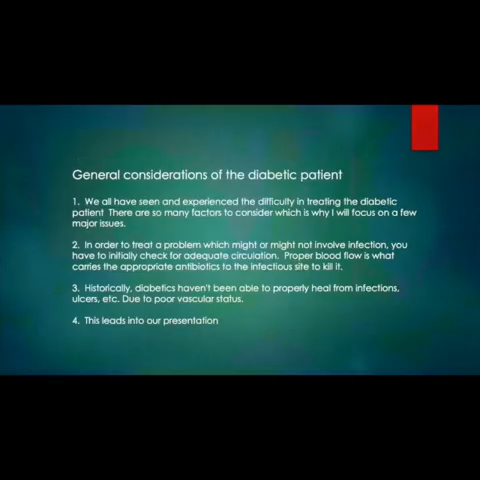 General considerations of the diabetic patient
1. We all have seen and experienced the difficulty in treating the diabetic
patient There are so many factors to consider which is why I will focus on a few
major issues.
2. In order to treat a problem which might or might not involve infection, you
have to initially check for adequate circulation. Proper blood flow is what
carries the appropriate antibiotics to the infectious site to kill it.
3. Historically, diabetics haven't been able to properly heal from infections,
ulcers, etc. Due to poor vascular status.
4. This leads into our presentation